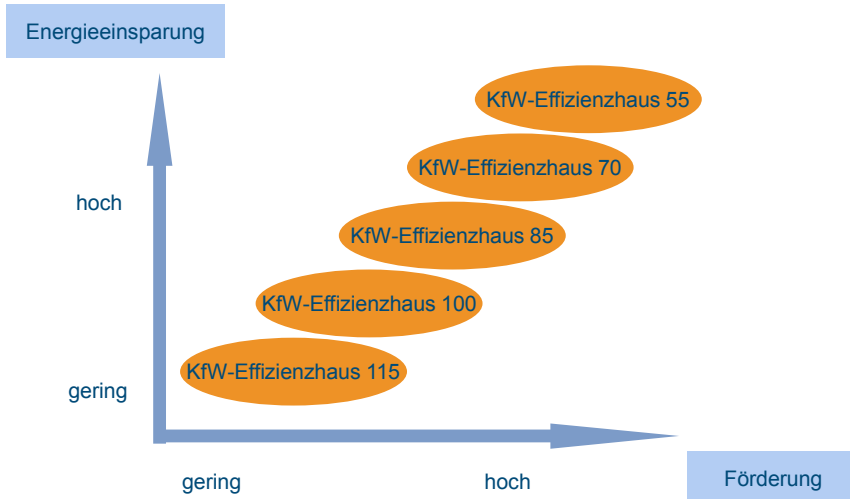 Energieeinsparung
KfW-Effizienzhaus 55
KfW-Effizienzhaus 70
hoch
KfW-Effizienzhaus 85
KfW-Effizienzhaus 100
KfW-Effizienzhaus 115
gering
gering
hoch
Förderung